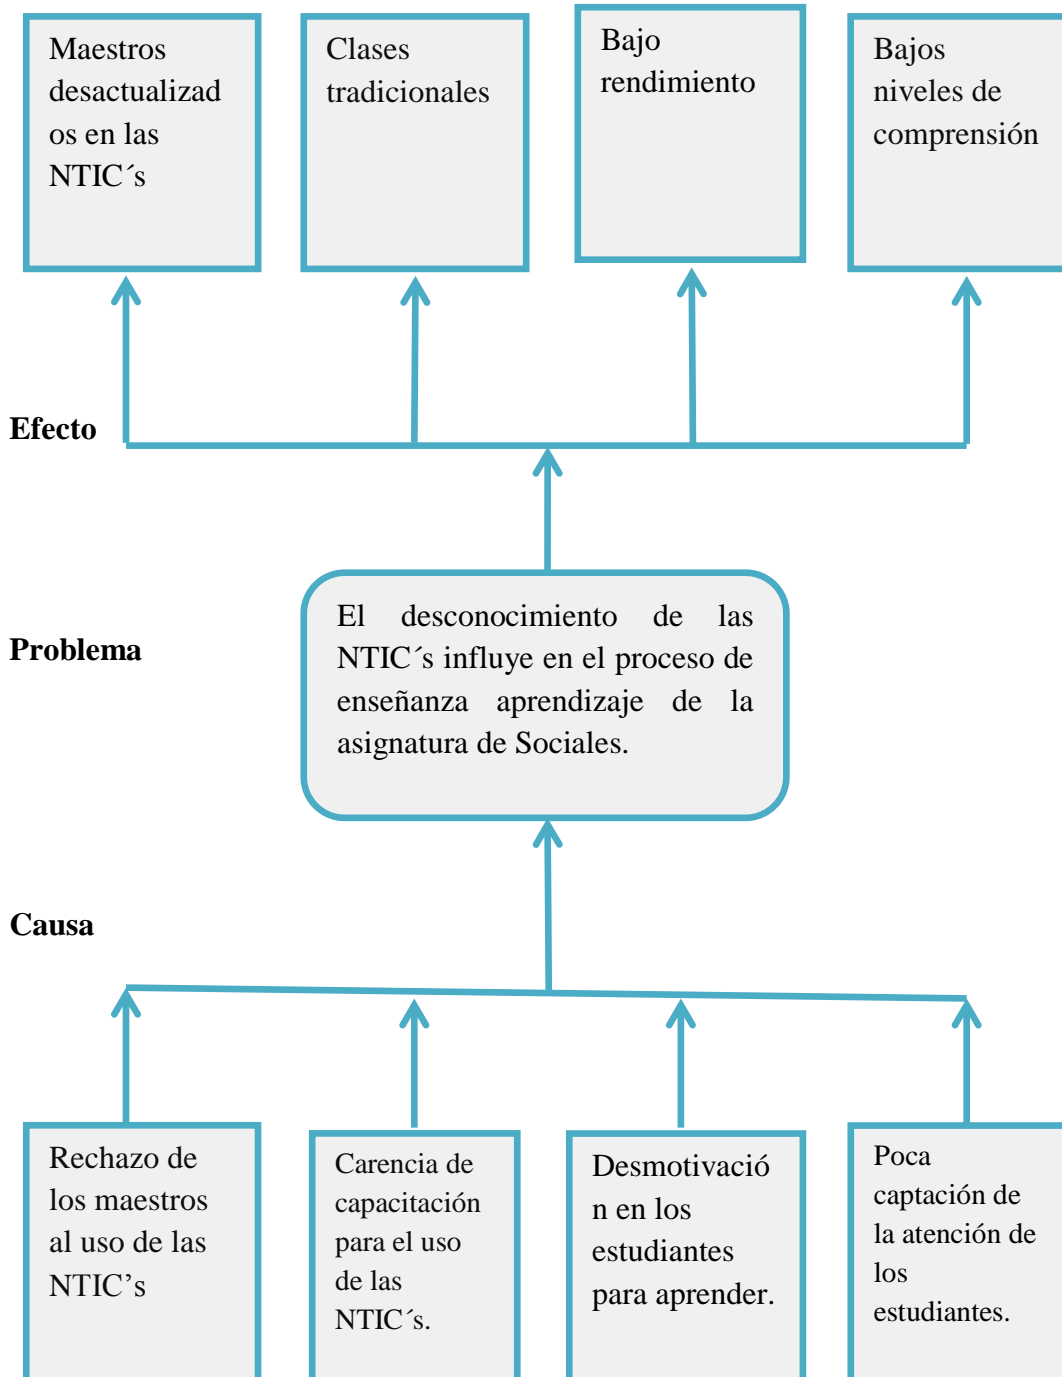 Maestros
desactualizad
os en las
NTIC´s
Clases
tradicionales
Bajo
rendimiento
Bajos
niveles de
comprensión
Efecto
Problema
El desconocimiento de las
NTIC´s influye en el proceso de
enseñanza aprendizaje de la
asignatura de Sociales.
Causa
Rechazo de
los maestros
al uso de las
NTIC’s
Carencia de
capacitación
para el uso
de las
NTIC´s.
Desmotivació
n en los
estudiantes
para aprender.
Poca
captación de
la atención de
los
estudiantes.